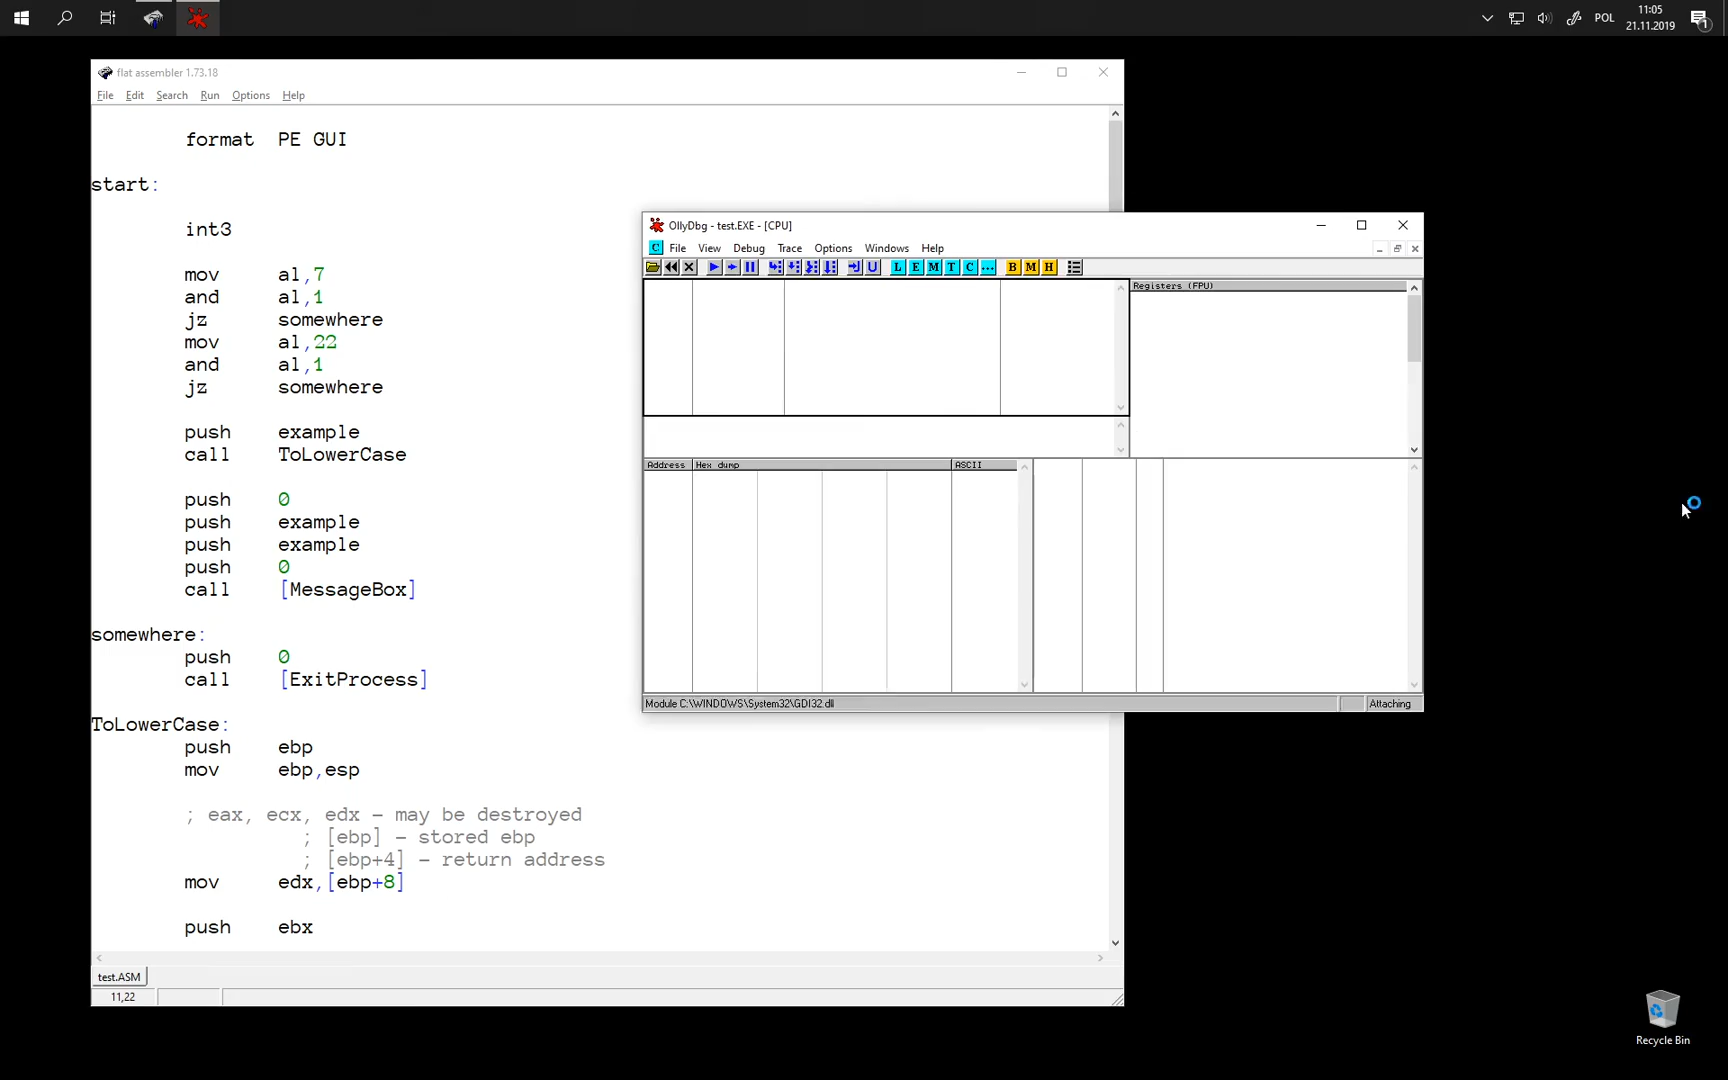 POL
11:05
21.11.2019
1
flat assembler 1.73.18
File Edit Search Run Options Help
format PE GUI
start:
int3
mov al,7
and al,1
jz somewhere
mov al,22
and al,1
jz somewhere
push example
call ToLowerCase
push 0
push example
push example
push 0
call [MessageBox]
somewhere:
push 0
call [ExitProcess]
ToLowerCase:
push ebp
mov ebp,esp
; eax, ecx, edx – may be destroyed
; [ebp] – stored ebp
; [ebp+4] – return address
mov edx,[ebp+8]
push ebx
test.ASM
11,22
OllyDbg - test.EXE - [CPU]
C File View Debug Trace Options Windows Help
U L E M T C ... B M H
Registers (FPU)
Address Hex dump ASCII
Module C:\WINDOWS\System32\GDI32.dll
Attaching
Recycle Bin